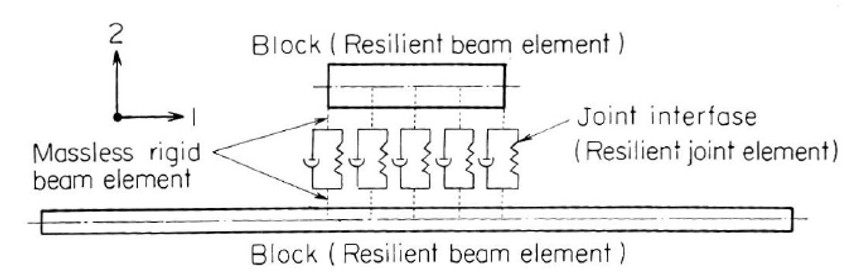 2
Block (Resilient beam element)
1
Joint interfase
(Resilient joint element)
Massless rigid
beam element
Block (Resilient beam element)